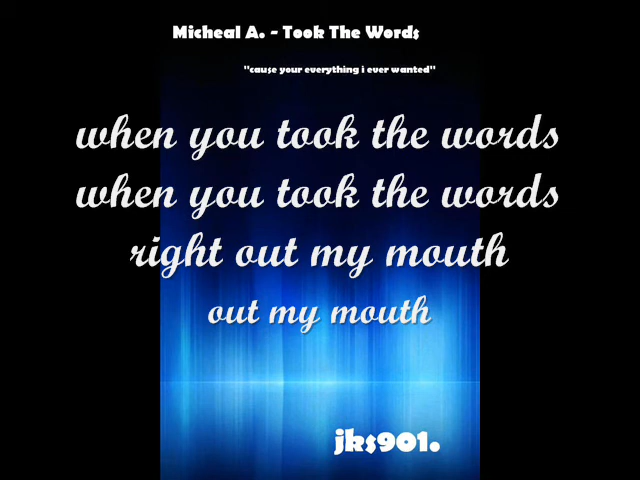 Micheal A. - Took The Words
"cause your everything i ever wanted"
when you took the words
when you took the words
right out my mouth
out my mouth
jks901.